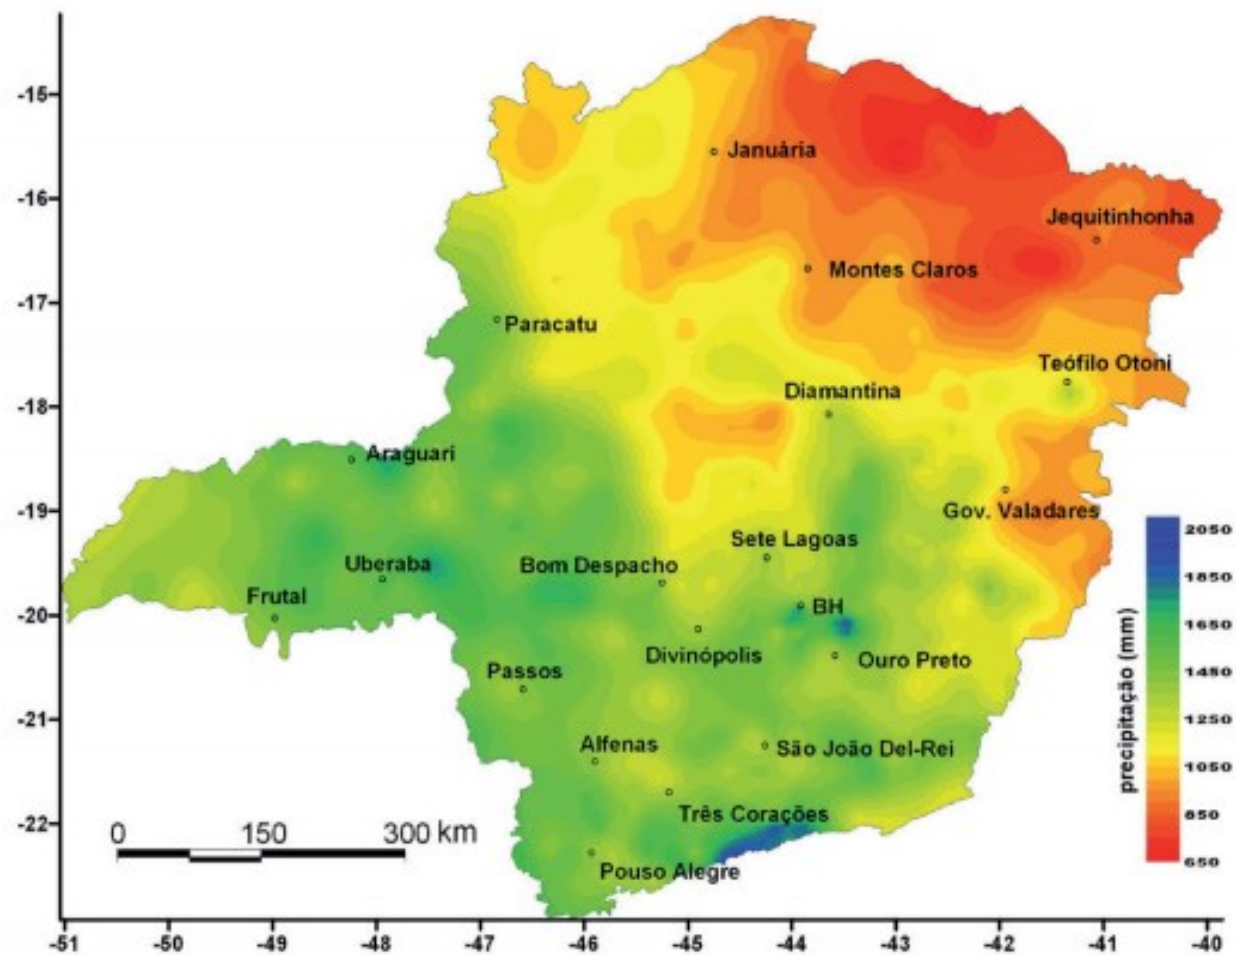 -15
Januária
-16
Jequitinhonha
Montes Claros
-17
Paracatu
Teófilo Otoni
Diamantina
-18
Araguari
-19
Gov. Valadares
Sete Lagoas
Uberaba
Bom Despacho
Frutal
BH
-20
Divinópolis
Ouro Preto
Passos
-21
Alfenas
São João Del-Rei
Três Corações
-22
Pouso Alegre
0 150 300 km
precipitação (mm)
2050
1850
1650
1450
1250
1050
850
650
-51 -50 -49 -48 -47 -46 -45 -44 -43 -42 -41 -40